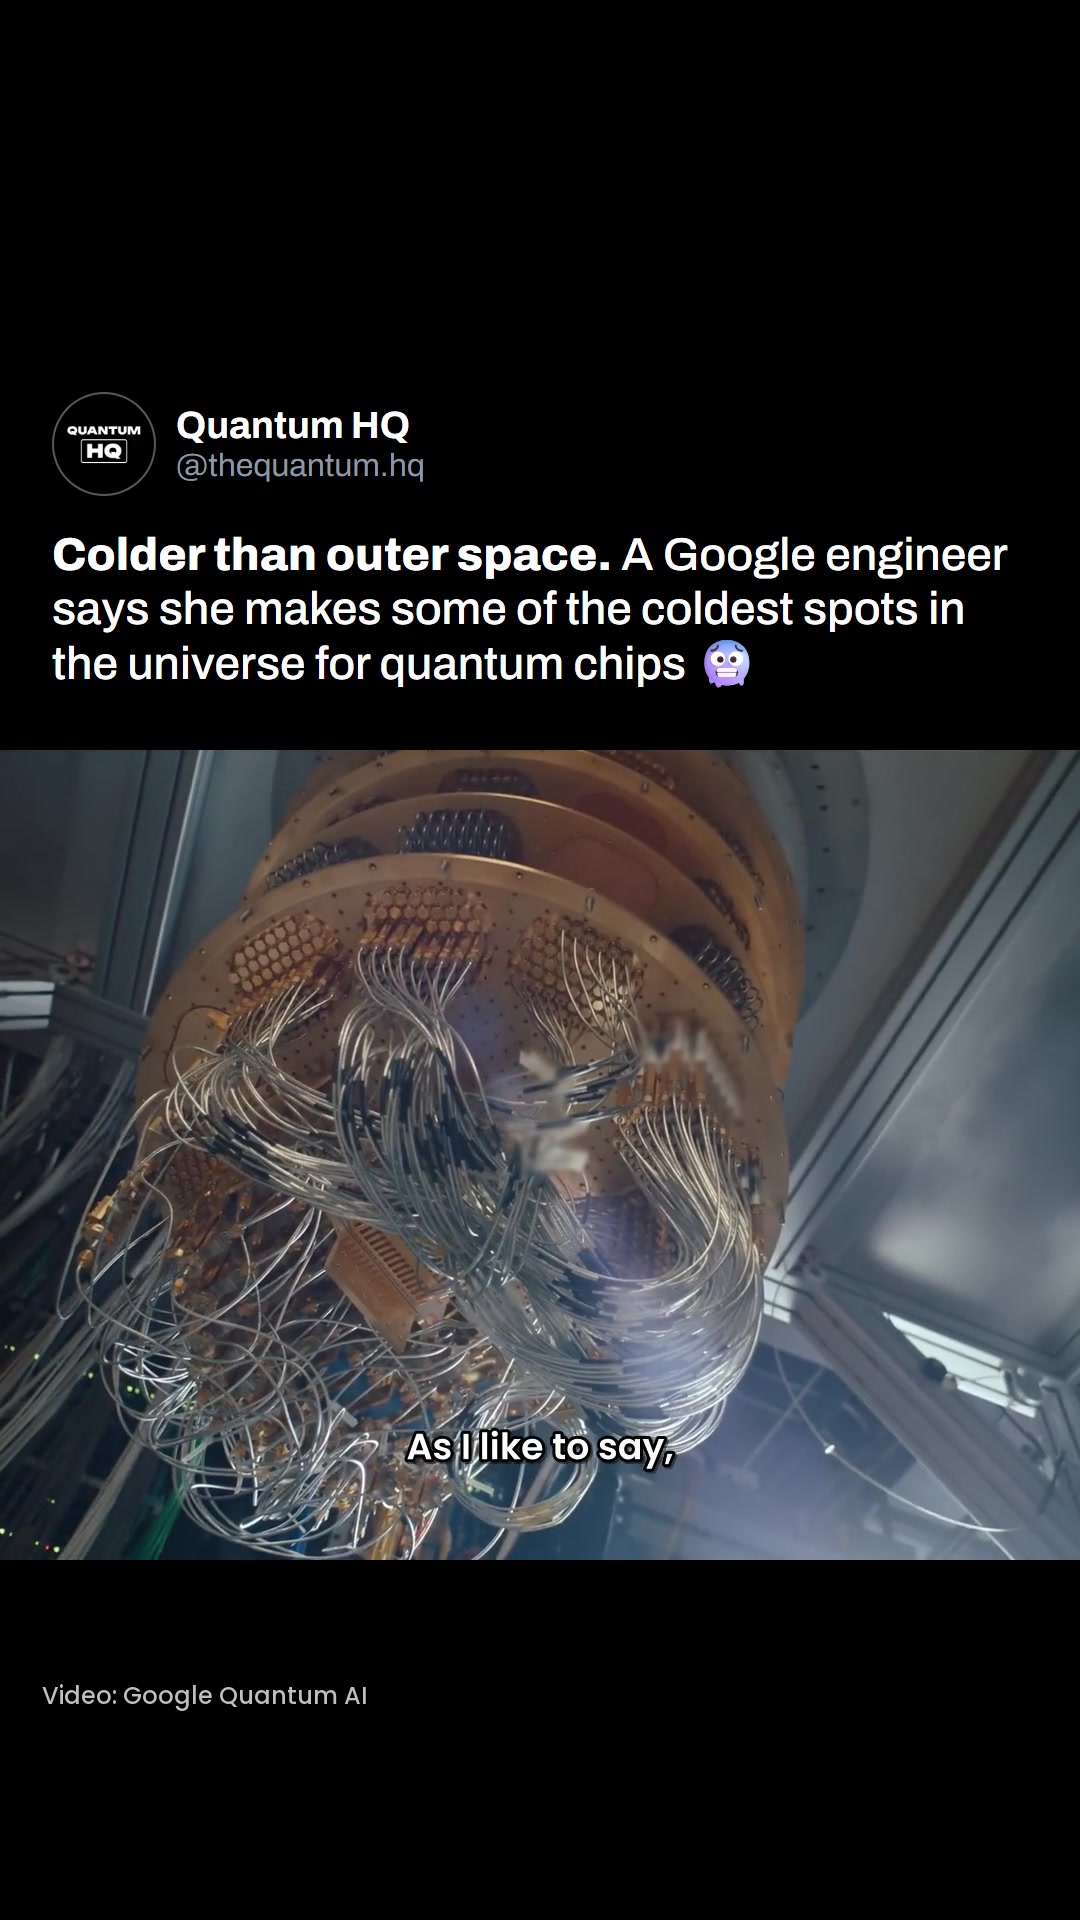 QUANTUM
HQ
Quantum HQ
@thequantum.hq
Colder than outer space. A Google engineer
says she makes some of the coldest spots in
the universe for quantum chips 🥶
As I like to say,
Video: Google Quantum AI